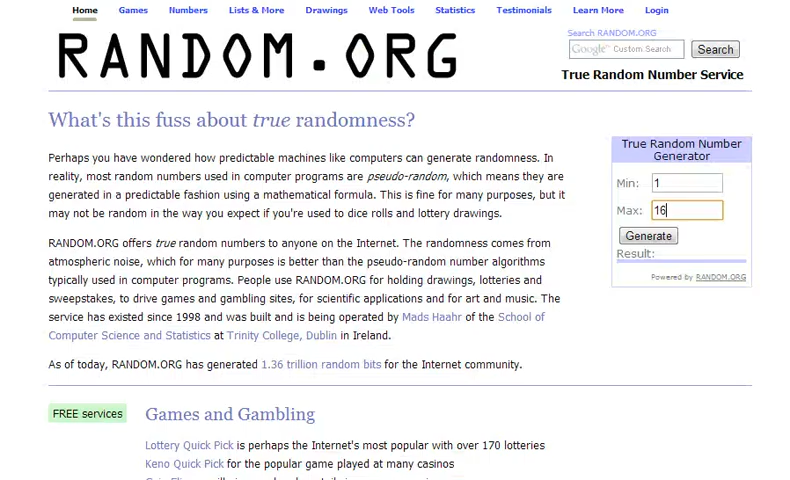 Home Games Numbers Lists & More Drawings Web Tools Statistics Testimonials Learn More Login
RANDOM.ORG
Search RANDOM.ORG
Google™ Custom Search Search
True Random Number Service
What's this fuss about true randomness?
Perhaps you have wondered how predictable machines like computers can generate randomness. In
reality, most random numbers used in computer programs are pseudo-random, which means they are
generated in a predictable fashion using a mathematical formula. This is fine for many purposes, but it
may not be random in the way you expect if you're used to dice rolls and lottery drawings.
RANDOM.ORG offers true random numbers to anyone on the Internet. The randomness comes from
atmospheric noise, which for many purposes is better than the pseudo-random number algorithms
typically used in computer programs. People use RANDOM.ORG for holding drawings, lotteries and
sweepstakes, to drive games and gambling sites, for scientific applications and for art and music. The
service has existed since 1998 and was built and is being operated by Mads Haahr of the School of
Computer Science and Statistics at Trinity College, Dublin in Ireland.
As of today, RANDOM.ORG has generated 1.36 trillion random bits for the Internet community.
True Random Number
Generator
Min: 1
Max: 16
Generate
Result:
Powered by RANDOM.ORG
FREE services
Games and Gambling
Lottery Quick Pick is perhaps the Internet's most popular with over 170 lotteries
Keno Quick Pick for the popular game played at many casinos